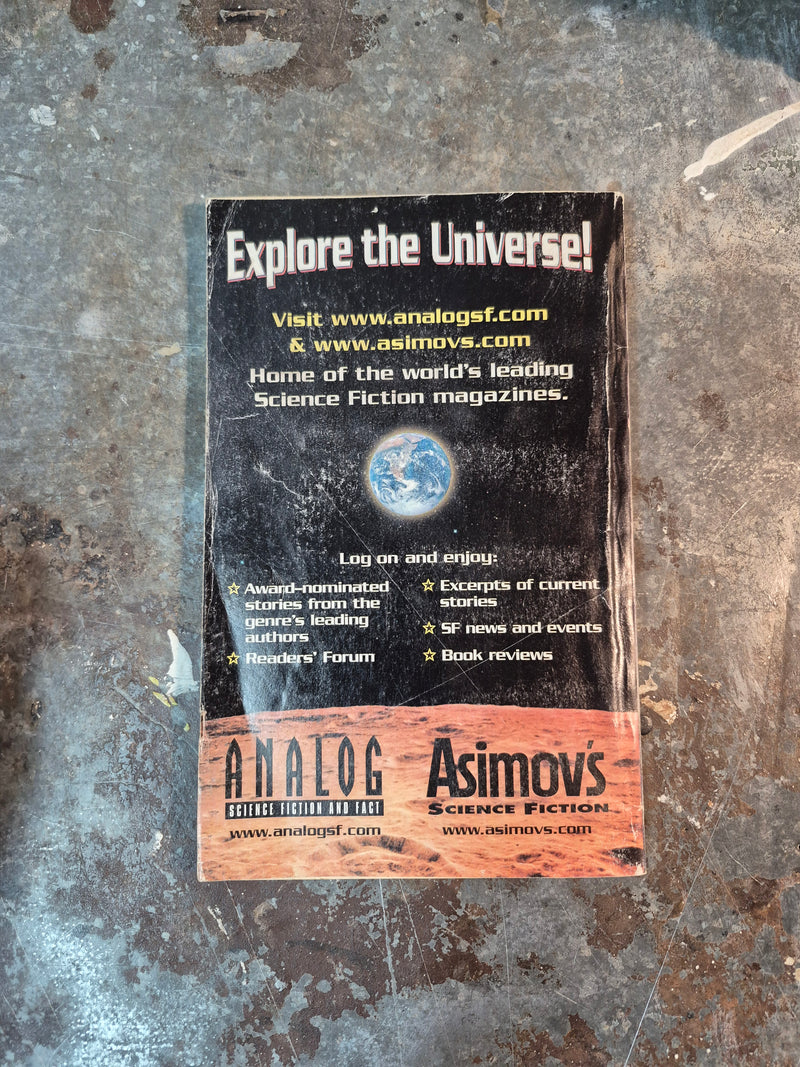 Explore the Universe!
Visit www.analogsf.com
& www.asimovs.com
Home of the world's leading
Science Fiction magazines.
Log on and enjoy:
Award-nominated
stories from the
genre's leading
authors
Readers' Forum
Excerpts of current
stories
SF news and events
Book reviews
ANALOG
SCIENCE FICTION AND FACT
www.analogsf.com
Asimov's
SCIENCE FICTION
www.asimovs.com